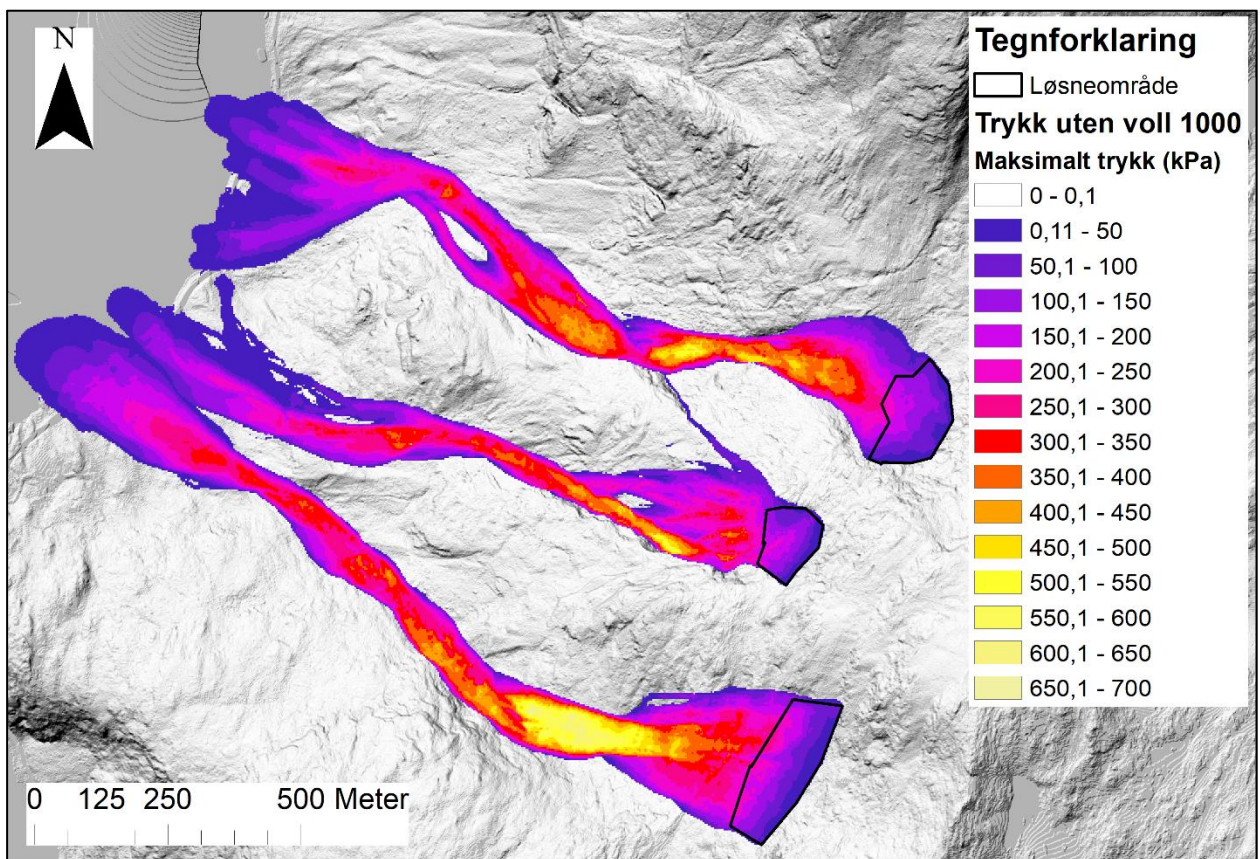 N
Tegnforklaring
Løsneområde
Trykk uten voll 1000
Maksimalt trykk (kPa)
0 - 0,1
0,11 - 50
50,1 - 100
100,1 - 150
150,1 - 200
200,1 - 250
250,1 - 300
300,1 - 350
350,1 - 400
400,1 - 450
450,1 - 500
500,1 - 550
550,1 - 600
600,1 - 650
650,1 - 700
0 125 250 500 Meter